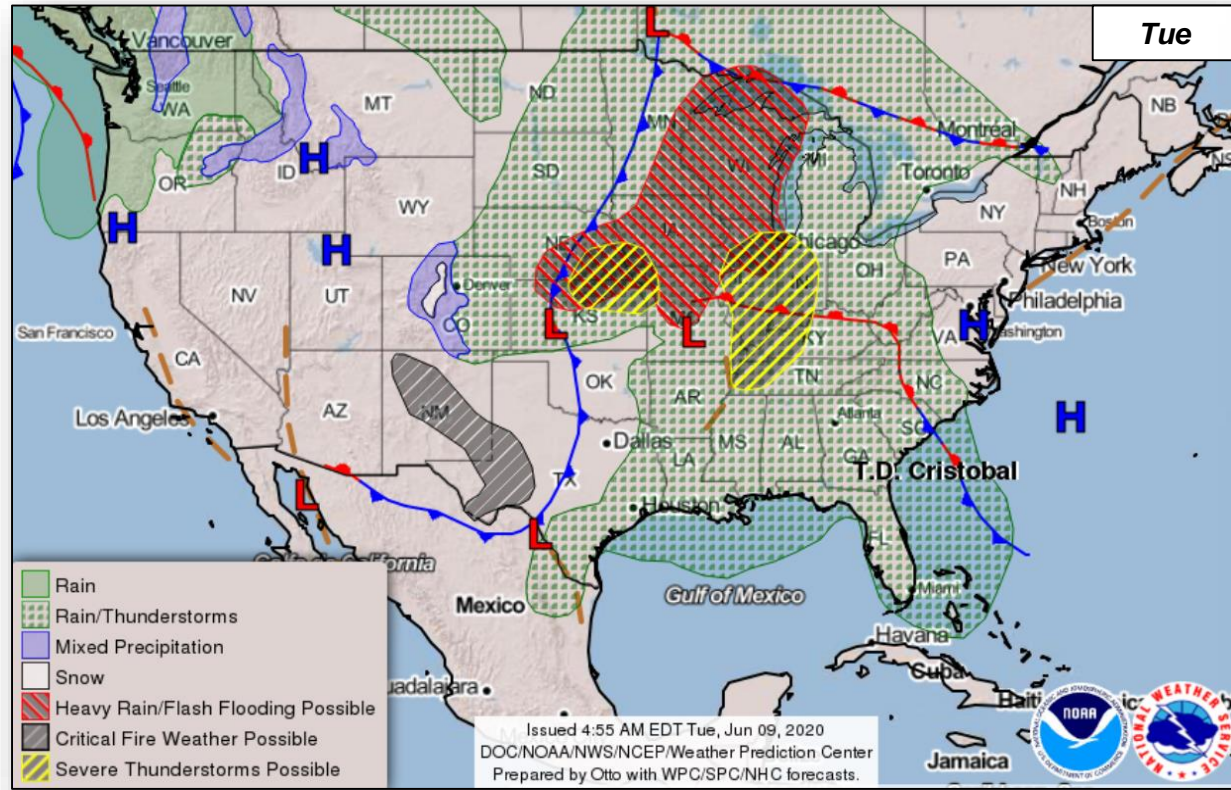 Tue
Vancouver
Seattle
WA
MT
ND
MN
Montreal
NB
OR
ID
SD
WI
MI
Toronto
NH
H
WY
NY
Boston
H
H
NE
IA
Chicago
PA
New York
NV
UT
Denver
OH
Philadelphia
San Francisco
CO
KS
L
L
H
Washington
CA
KY
VA
OK
TN
NC
Los Angeles
AZ
NM
AR
H
Dallas
MS
AL
Atlanta
SC
LA
GA
T.D. Cristobal
TX
L
Houston
L
FL
Golfo de California
L
Miami
Gulf of Mexico
Mexico
Havana
Cuba
Haiti
Jamaica
Rain
Rain/Thunderstorms
Mixed Precipitation
Snow
Heavy Rain/Flash Flooding Possible
Critical Fire Weather Possible
Severe Thunderstorms Possible
Issued 4:55 AM EDT Tue, Jun 09, 2020
DOC/NOAA/NWS/NCEP/Weather Prediction Center
Prepared by Otto with WPC/SPC/NHC forecasts.
NOAA
NATIONAL WEATHER SERVICE